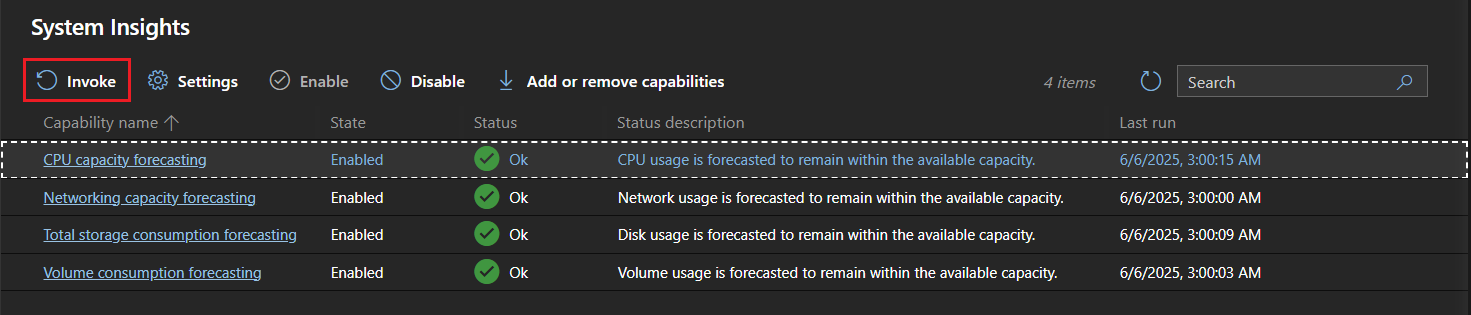 System Insights
Invoke Settings Enable Disable Add or remove capabilities 4 items Search
Capability name State Status Status description Last run
CPU capacity forecasting Enabled Ok CPU usage is forecasted to remain within the available capacity. 6/6/2025, 3:00:15 AM
Networking capacity forecasting Enabled Ok Network usage is forecasted to remain within the available capacity. 6/6/2025, 3:00:00 AM
Total storage consumption forecasting Enabled Ok Disk usage is forecasted to remain within the available capacity. 6/6/2025, 3:00:09 AM
Volume consumption forecasting Enabled Ok Volume usage is forecasted to remain within the available capacity. 6/6/2025, 3:00:03 AM